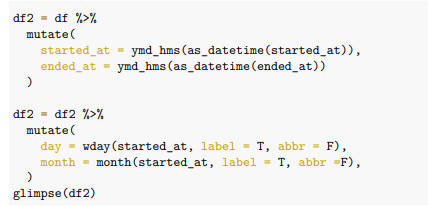 df2 = df %>%
  mutate(
    started_at = ymd_hms(as_datetime(started_at)),
    ended_at = ymd_hms(as_datetime(ended_at))
  )

df2 = df2 %>%
  mutate(
    day = wday(started_at, label = T, abbr = F),
    month = month(started_at, label = T, abbr =F),
  )
glimpse(df2)